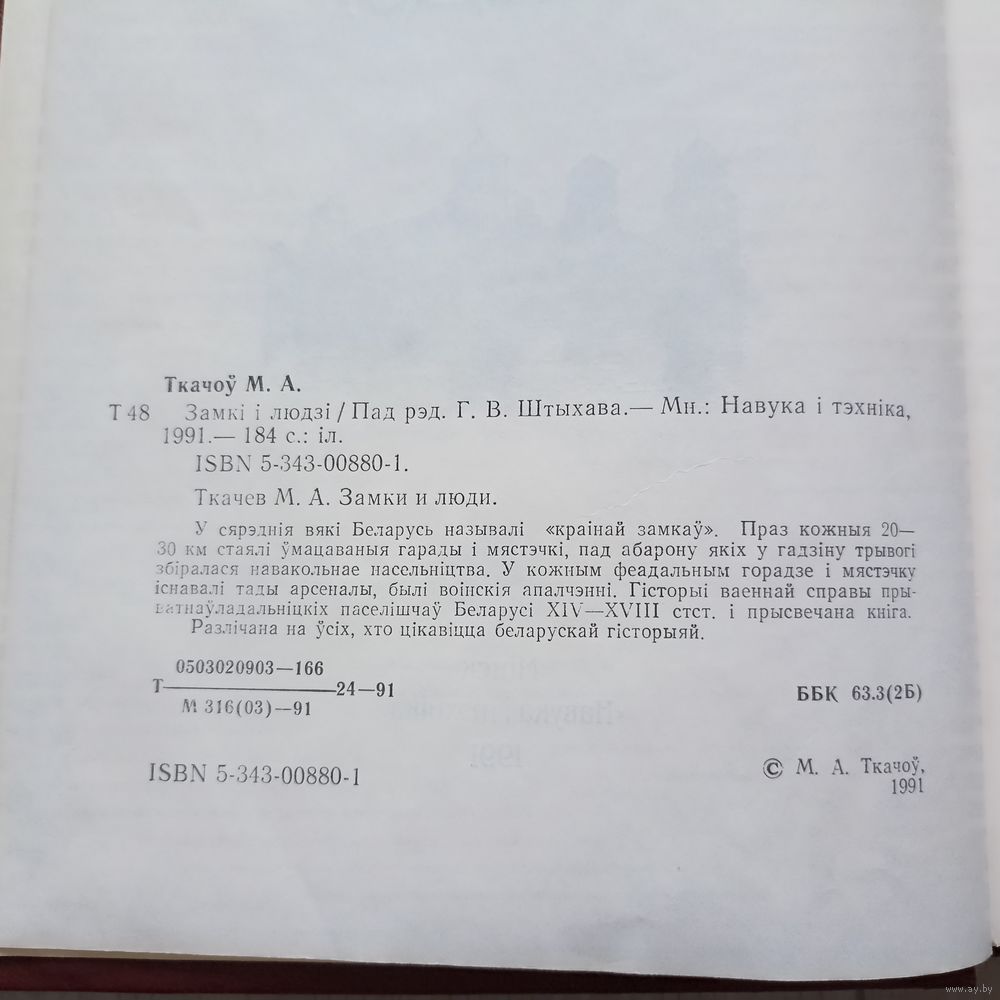 Ткачоў М. А.
Т 48 Замкі і людзі / Пад рэд. Г. В. Штыхава.— Мн.: Навука і тэхніка,
1991.— 184 с.: іл.
ISBN 5-343-00880-1.
Ткачев М. А. Замки и люди.
У сярэднія вякі Беларусь называлі «краінай замкаў». Праз кожныя 20—
30 км стаялі ўмацаваныя гарады і мястэчкі, пад абарону якіх у гадзіну трывогі
збіралася навакольнае насельніцтва. У кожным феадальным горадзе і мястэчку
існавалі тады арсеналы, былі воінскія апалчэнні. Гісторыі ваеннай справы пры-
ватнаўладальніцкіх паселішчаў Беларусі XIV—XVIII стст. і прысвечана кніга.
Разлічана на ўсіх, хто цікавіцца беларускай гісторыяй.
0503020903—166
Т————24—91
М 316(03)—91
ББК 63.3(2Б)
ISBN 5-343-00880-1
© М. А. Ткачоў,
1991
www.ay.by